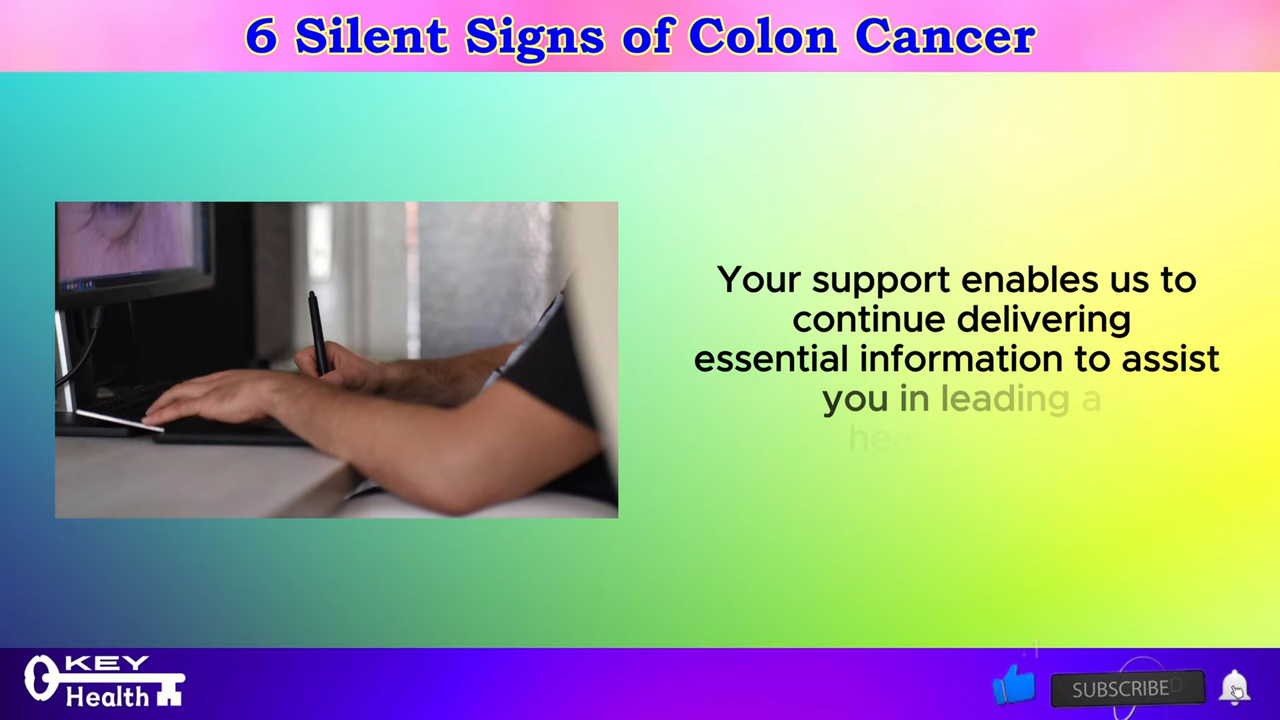 6 Silent Signs of Colon Cancer
Your support enables us to
continue delivering
essential information to assist
you in leading a
KEY
Health
SUBSCRIBE